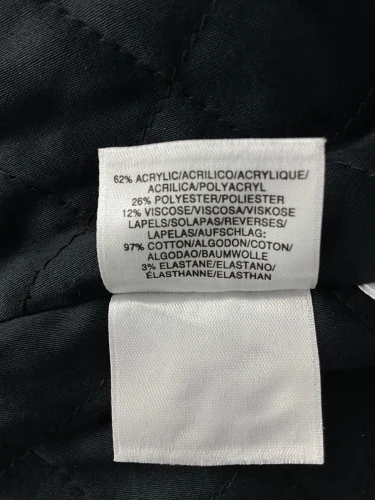 62% ACRYLIC/ACRILICO/ACRYLIQUE/
ACRILICA/POLYACRYL
26% POLYESTER/POLIESTER
12% VISCOSE/VISCOSA/VISKOSE
LAPELS/SOLAPAS/REVERSES/
LAPELAS/AUFSCHLAG:
97% COTTON/ALGODON/COTON/
ALGODAO/BAUMWOLLE
3% ELASTANE/ELASTANO/
ÉLASTHANNE/ELASTHAN